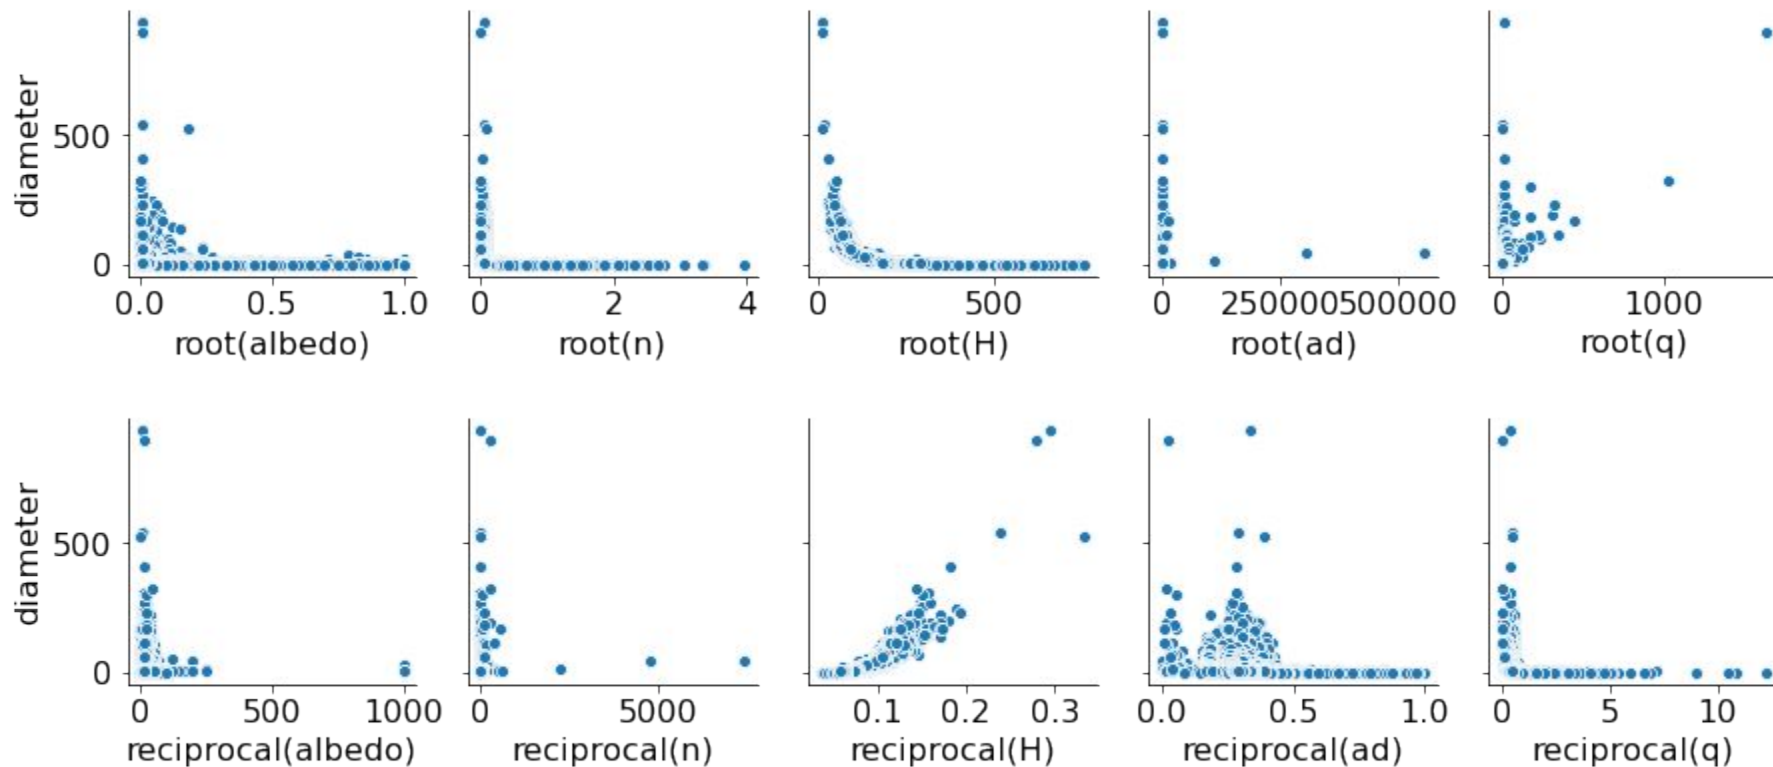 diameter
500
0
0.0 0.5 1.0
root(albedo)
0 2 4
root(n)
0 500
root(H)
0 250000 500000
root(ad)
0 1000
root(q)
diameter
500
0
0 500 1000
reciprocal(albedo)
0 5000
reciprocal(n)
0.1 0.2 0.3
reciprocal(H)
0.0 0.5 1.0
reciprocal(ad)
0 5 10
reciprocal(q)